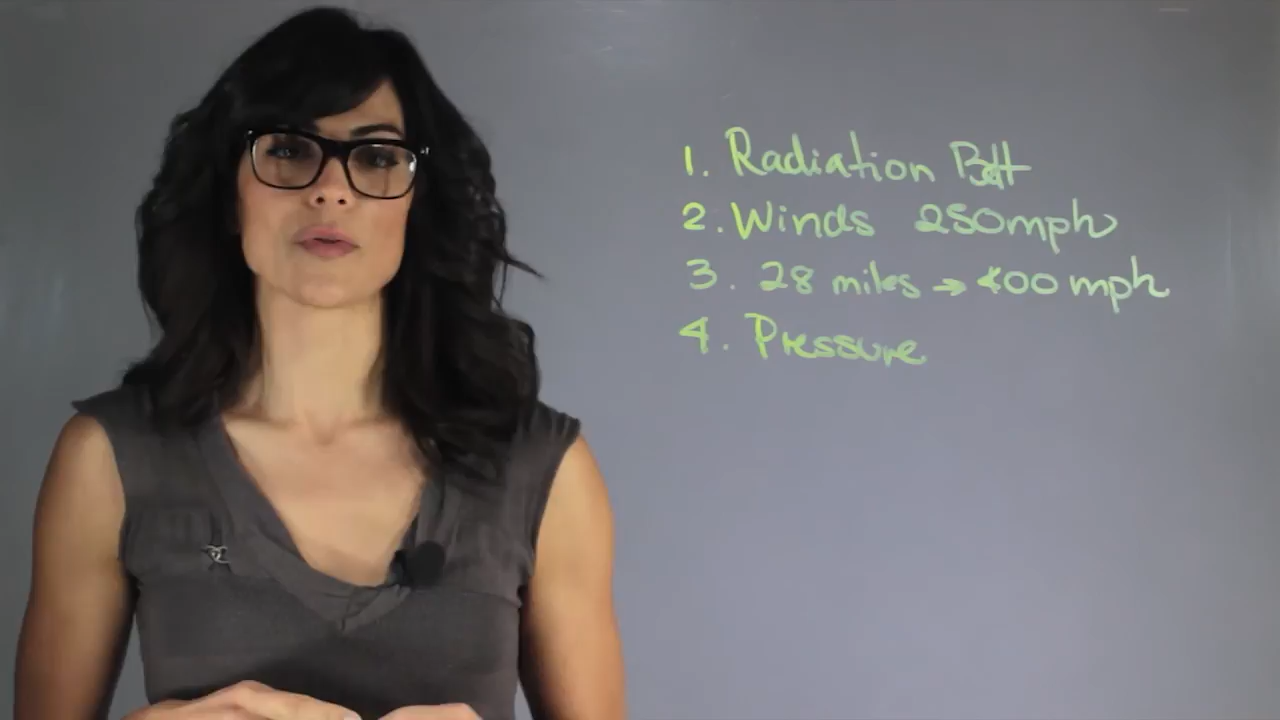 1. Radiation Belt
2. Winds 250mph
3. 28 miles → 400 mph
4. Pressure